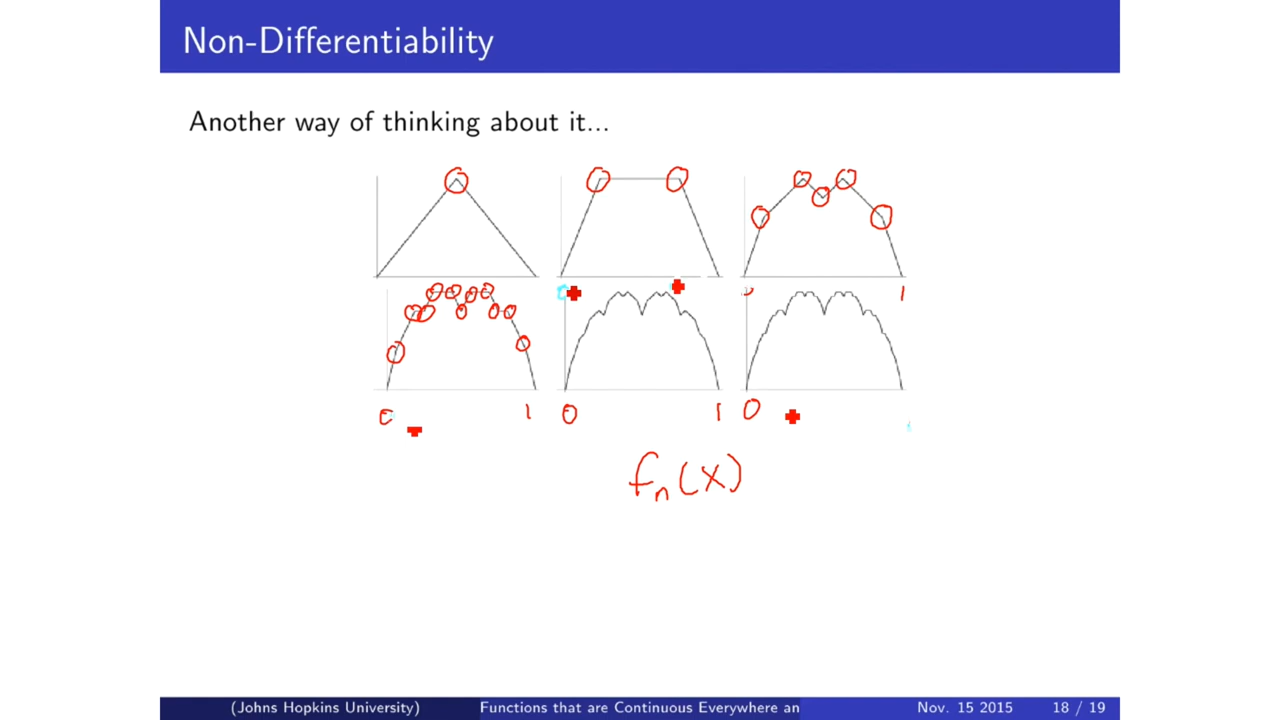 Non-Differentiability
Another way of thinking about it...
1
0 1 0 1 0
fn(x)
(Johns Hopkins University) Functions that are Continuous Everywhere an Nov. 15 2015 18 / 19